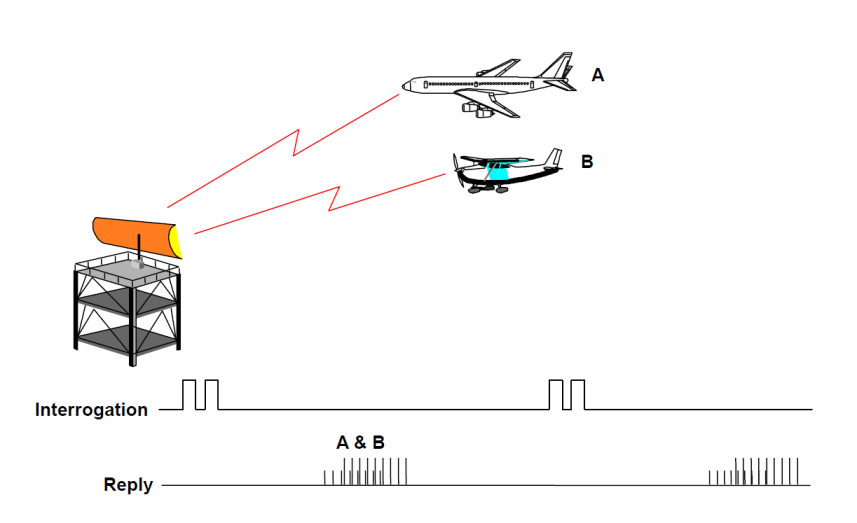 A
B
Interrogation
A & B
Reply